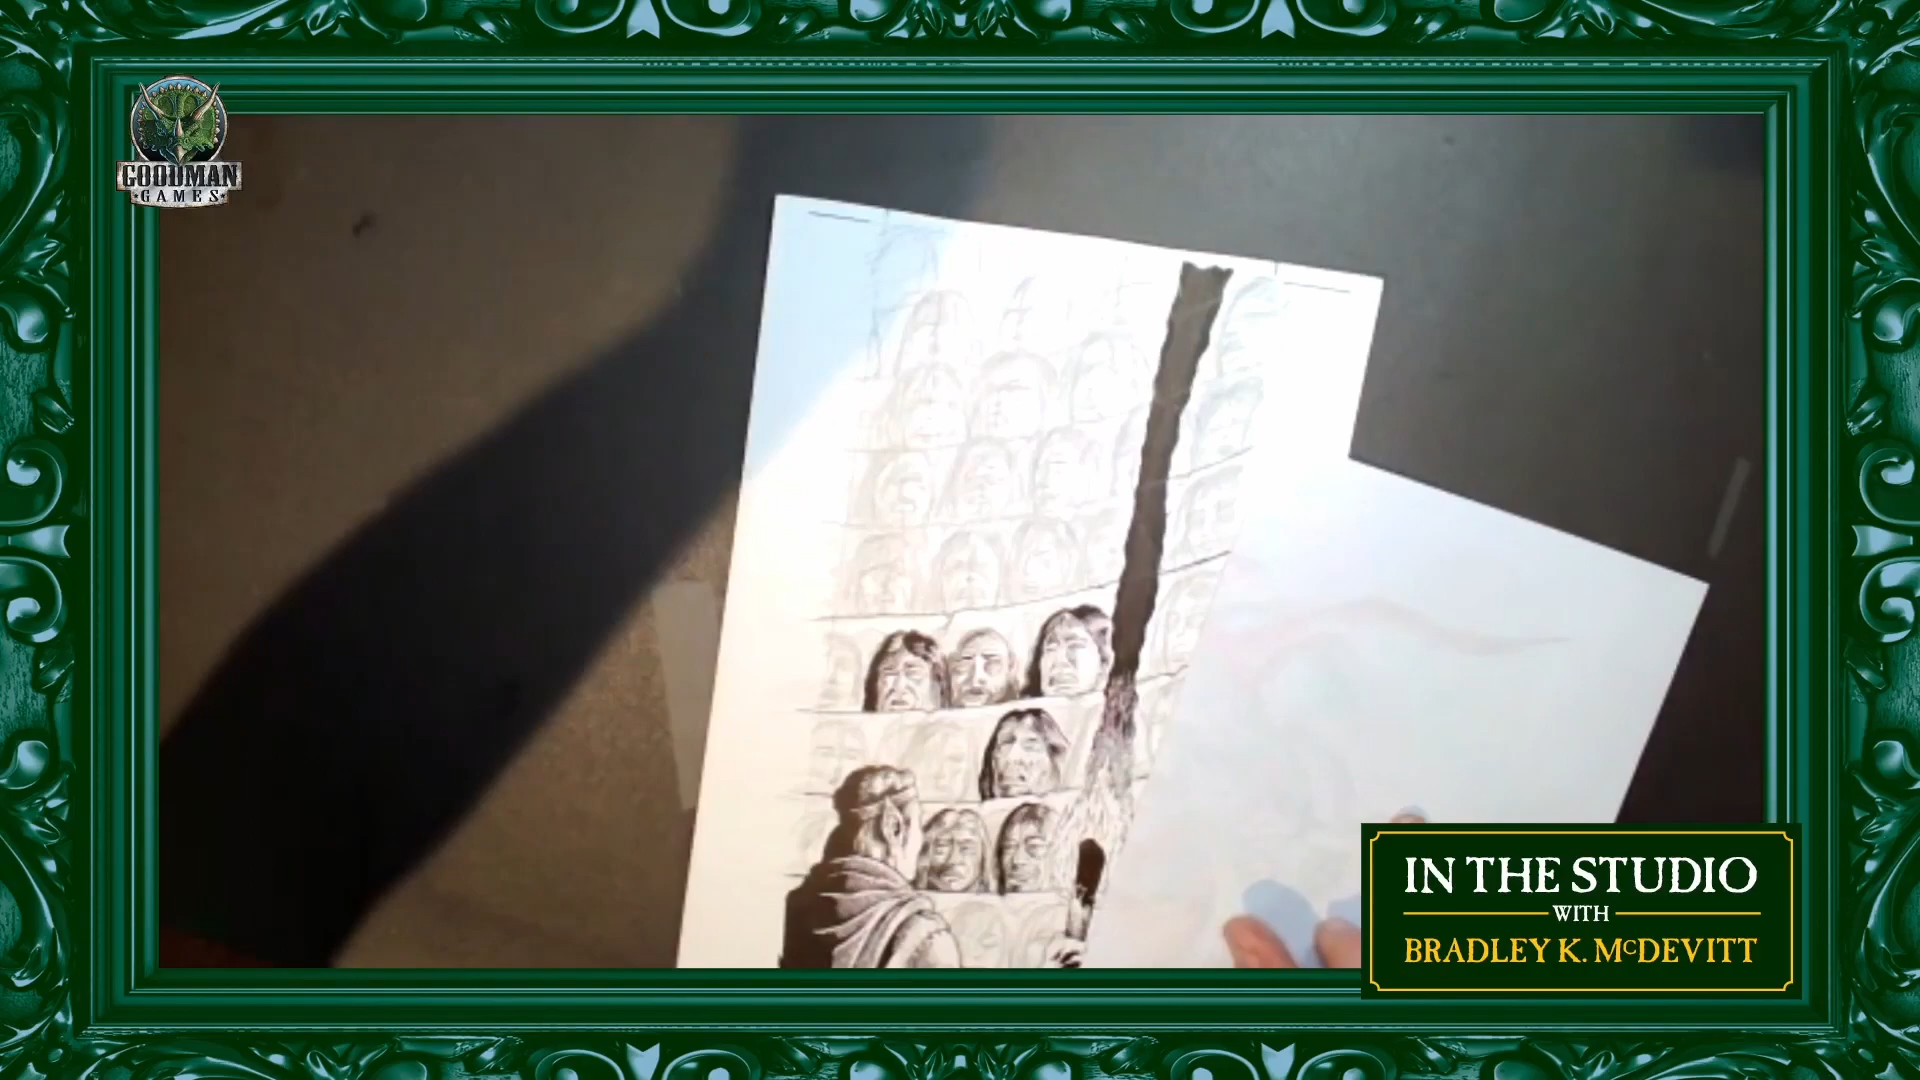 GOODMAN
GAMES
IN THE STUDIO
WITH
BRADLEY K. McDEVITT